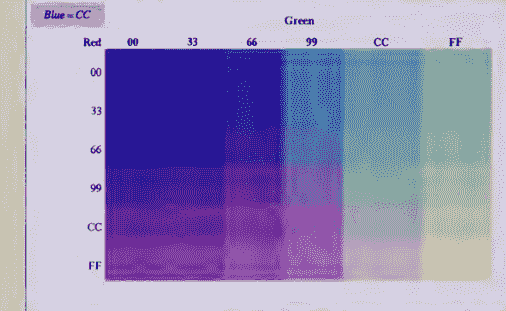 Blue = CC
Green
Red 00 33 66 99 CC FF
00
33
66
99
CC
FF